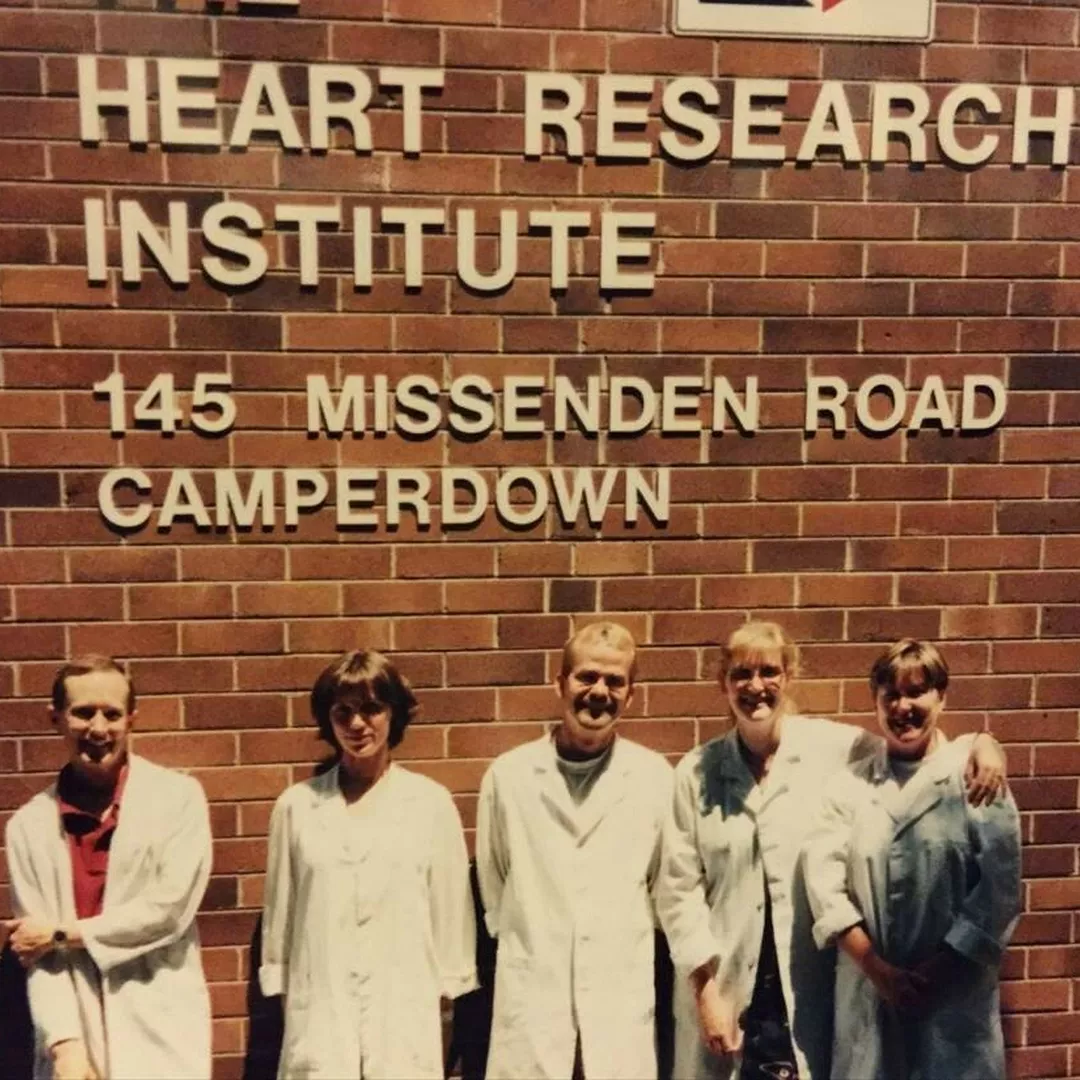 HEART RESEARCH
INSTITUTE
145 MISSENDEN ROAD
CAMPERDOWN